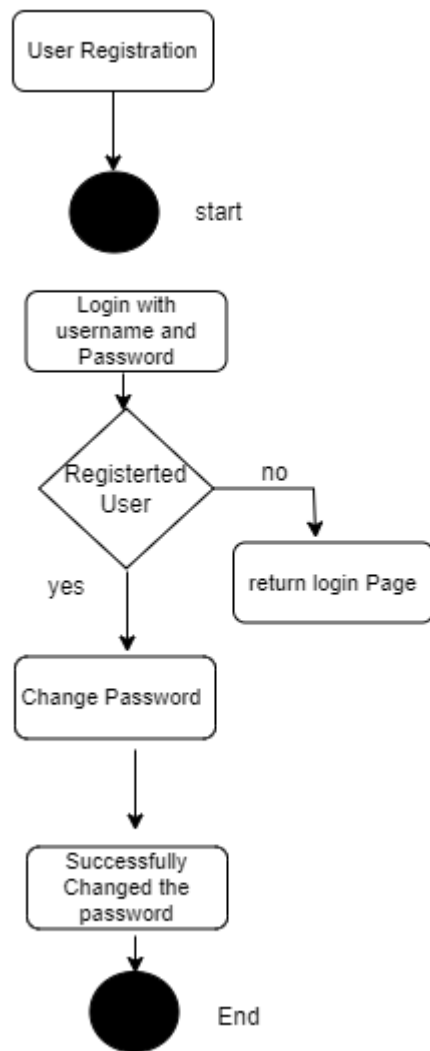 User Registration
start
Login with
username and
Password
Registerted
User
no
return login Page
yes
Change Password
Successfully
Changed the
password
End